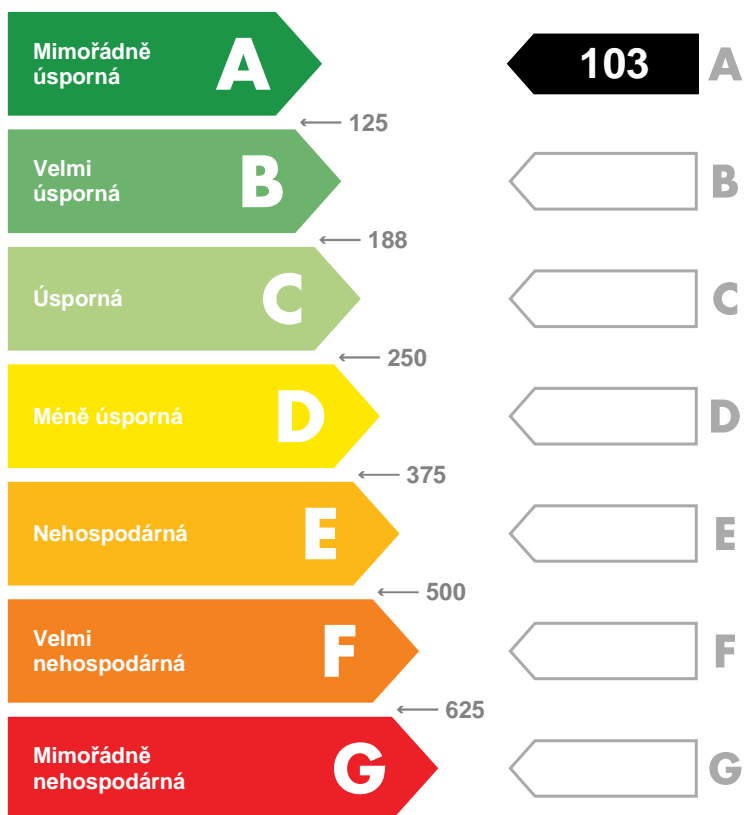 Mimořádně
úsporná
A
103
A
← 125
Velmi
úsporná
B
B
← 188
Úsporná
C
C
← 250
Méně úsporná
D
D
← 375
Nehospodárná
E
E
← 500
Velmi
nehospodárná
F
F
← 625
Mimořádně
nehospodárná
G
G